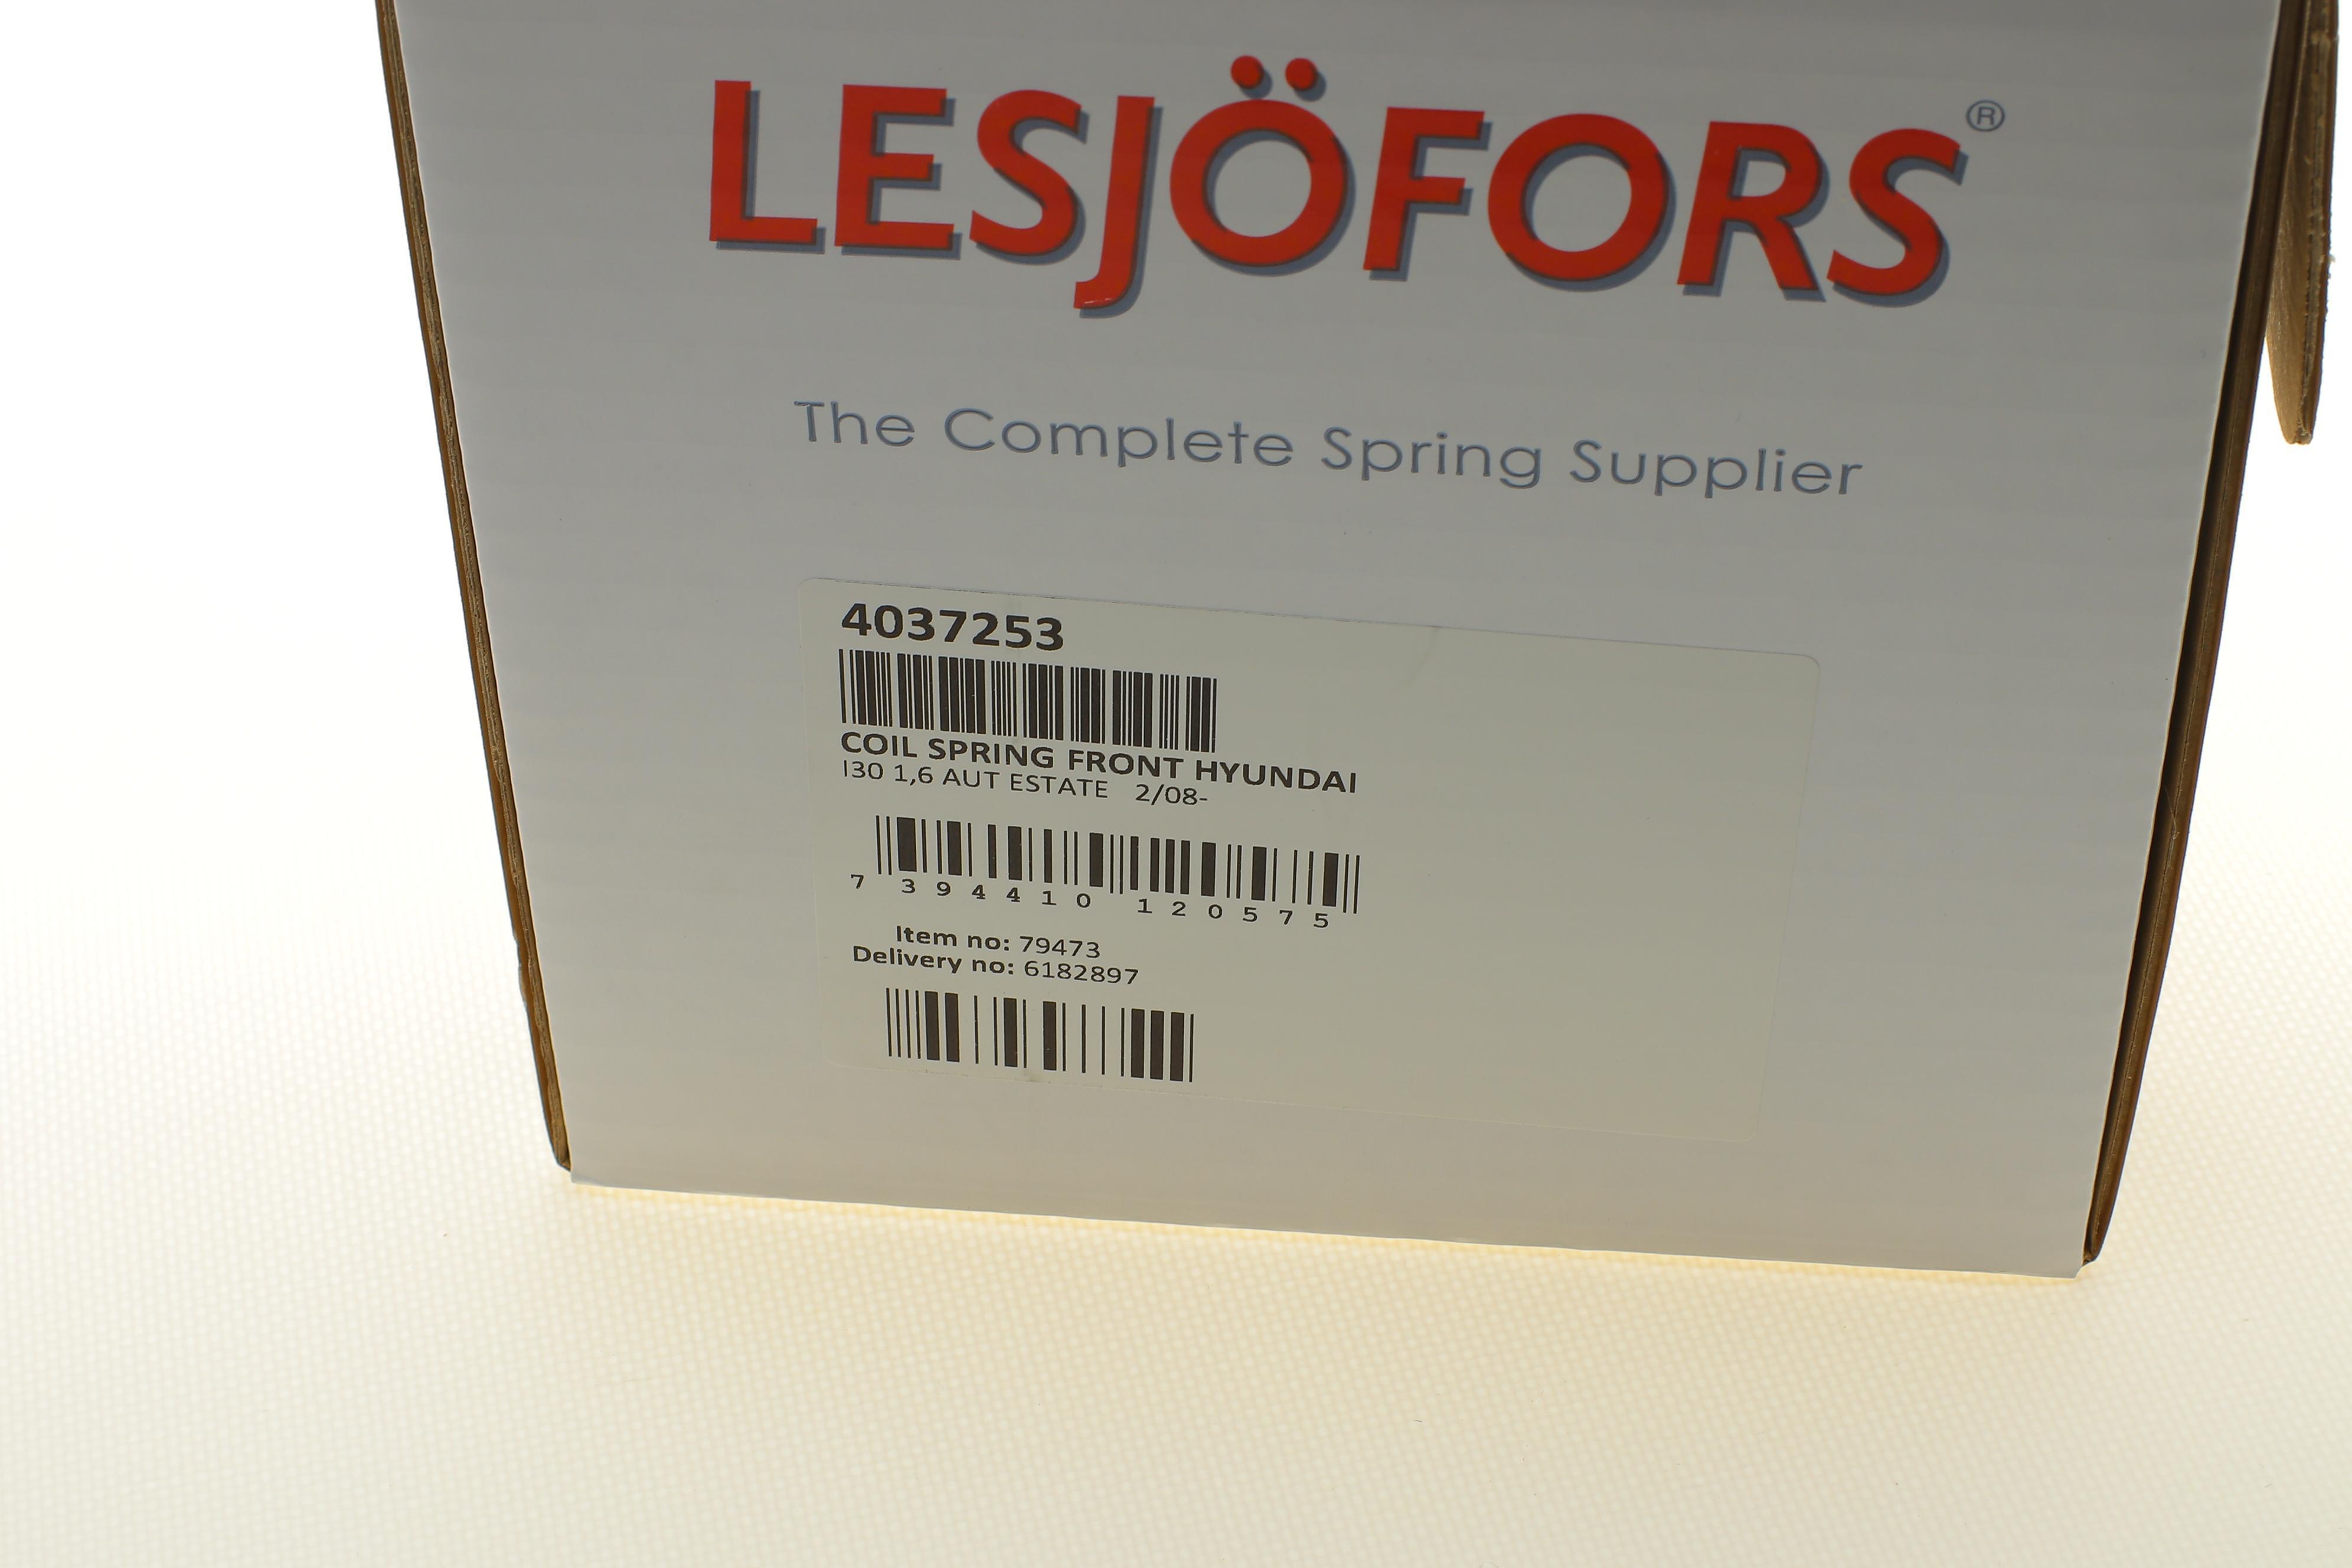 LESJÖFORS®
The Complete Spring Supplier
4037253
COIL SPRING FRONT HYUNDAI
I30 1,6 AUT ESTATE 2/08-
7 394410 120575
Item no: 79473
Delivery no: 6182897